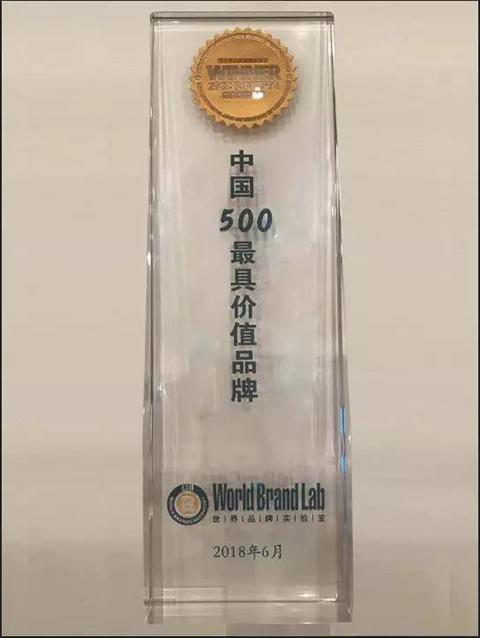 WINNER
中国
500
最具价值品牌
World Brand Lab
世界品牌实验室
2018年6月